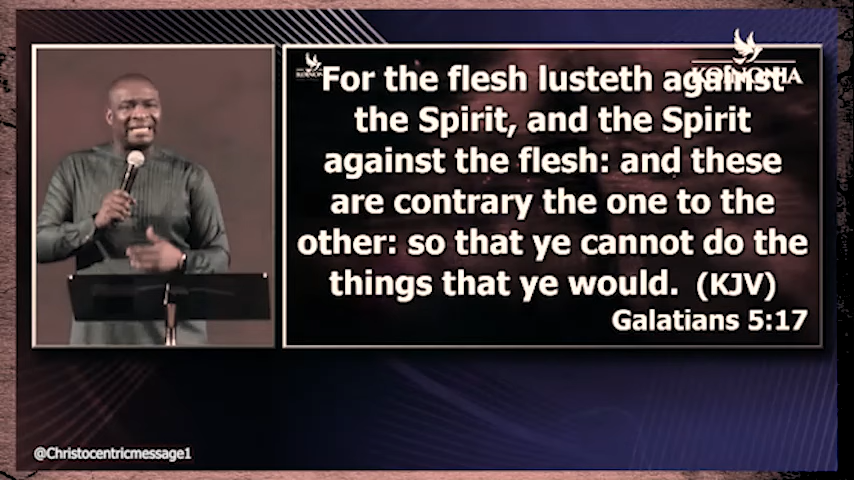 For the flesh lusteth against
the Spirit, and the Spirit
against the flesh: and these
are contrary the one to the
other: so that ye cannot do the
things that ye would. (KJV)
Galatians 5:17
KOINONIA
KOINONIA
@Christocentricmessage1